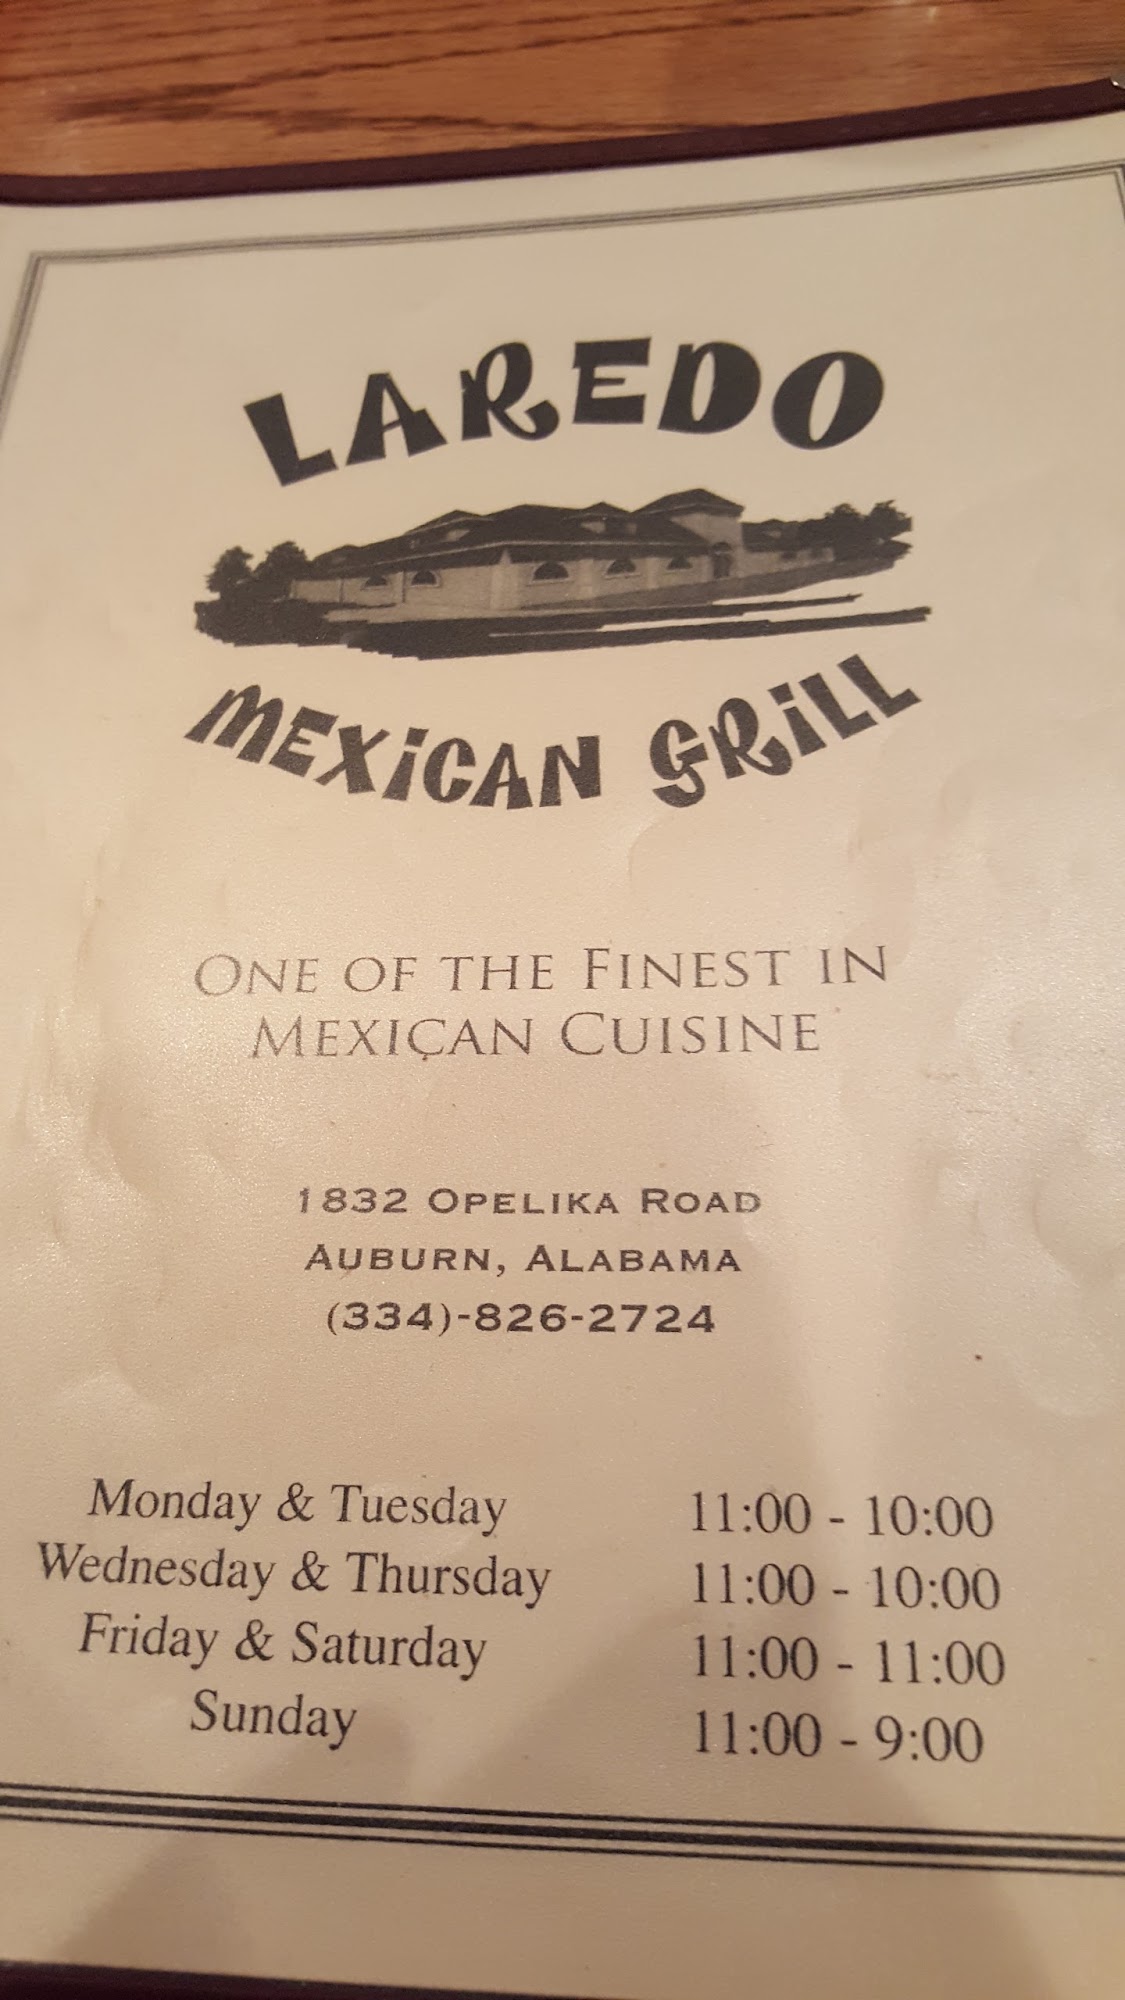 LAREDO
MEXiCAN GRiLL
ONE OF THE FINEST IN
MEXICAN CUISINE
1832 OPELIKA ROAD
AUBURN, ALABAMA
(334)-826-2724
Monday & Tuesday 11:00 - 10:00
Wednesday & Thursday 11:00 - 10:00
Friday & Saturday 11:00 - 11:00
Sunday 11:00 - 9:00